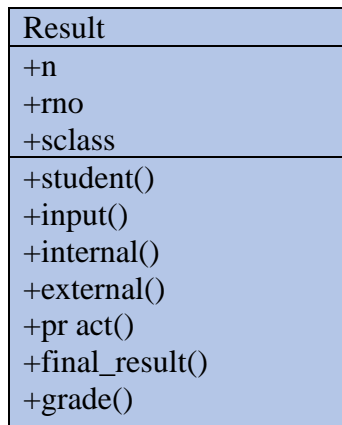 Result
+n
+rno
+sclass
+student()
+input()
+internal()
+external()
+pr act()
+final_result()
+grade()